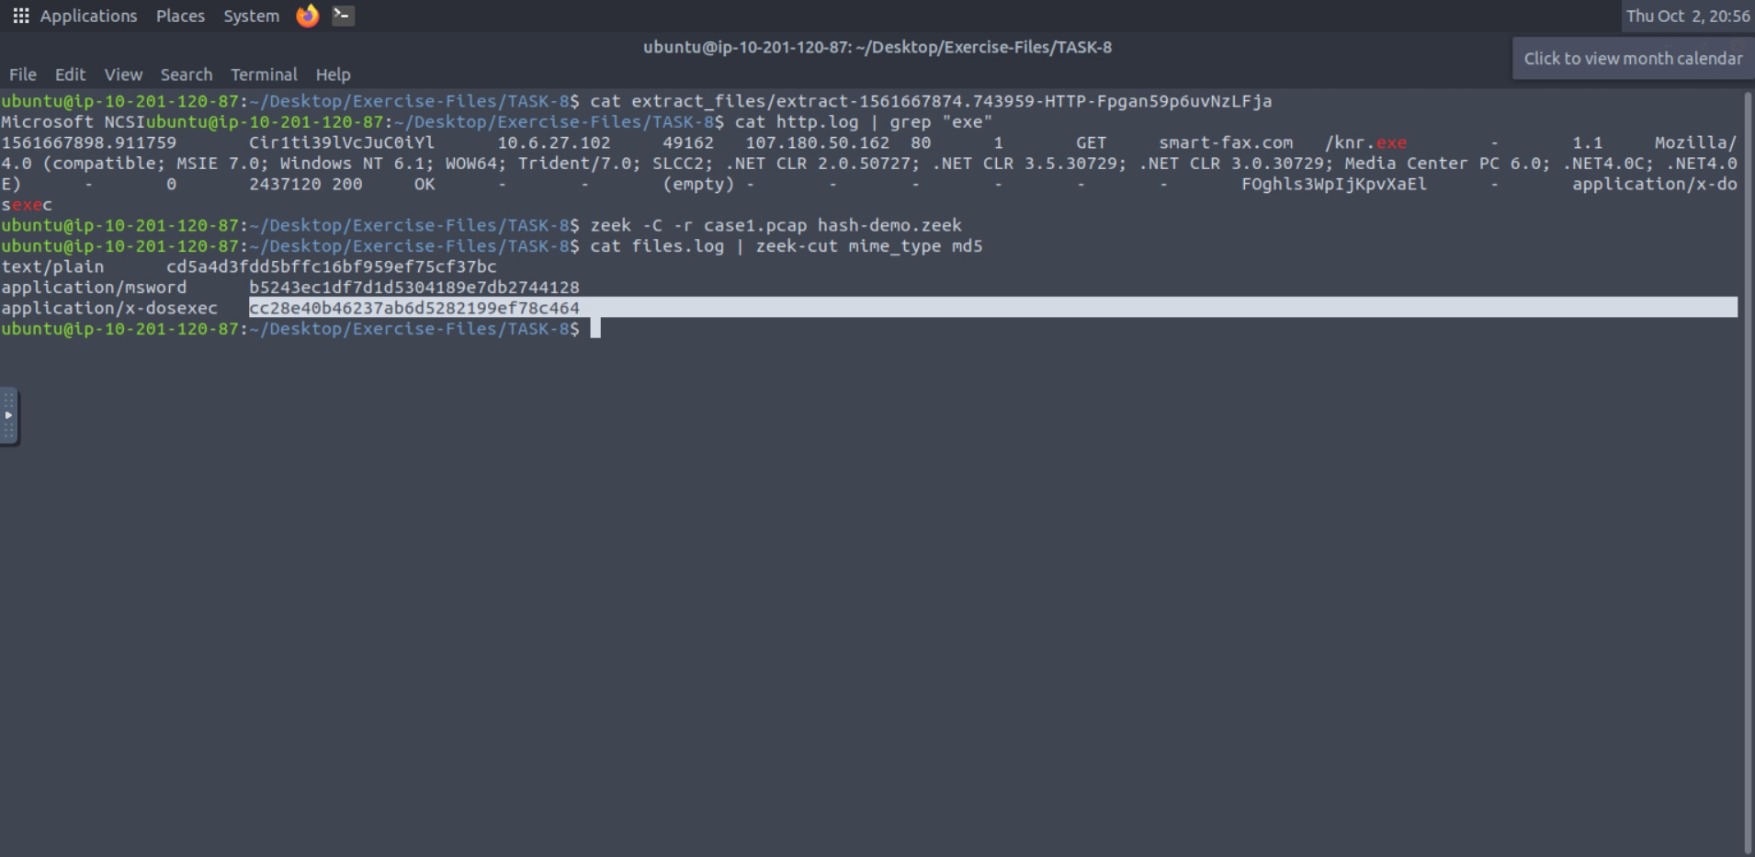 Applications Places System Thu Oct 2, 20:56
ubuntu@ip-10-201-120-87: ~/Desktop/Exercise-Files/TASK-8
Click to view month calendar
File Edit View Search Terminal Help
ubuntu@ip-10-201-120-87:~/Desktop/Exercise-Files/TASK-8$ cat extract_files/extract-1561667874.743959-HTTP-Fpgan59p6uvNzLFja
Microsoft NCSIubuntu@ip-10-201-120-87:~/Desktop/Exercise-Files/TASK-8$ cat http.log | grep "exe"
1561667898.911759 Cir1ti39lVcJuC0iYl 10.6.27.102 49162 107.180.50.162 80 1 GET smart-fax.com /knr.exe - 1.1 Mozilla/
4.0 (compatible; MSIE 7.0; Windows NT 6.1; WOW64; Trident/7.0; SLCC2; .NET CLR 2.0.50727; .NET CLR 3.5.30729; .NET CLR 3.0.30729; Media Center PC 6.0; .NET4.0C; .NET4.0
E) - 0 2437120 200 OK - - (empty) - - - - - - FOghls3WpIjKpvXaEl - application/x-do
sexec
ubuntu@ip-10-201-120-87:~/Desktop/Exercise-Files/TASK-8$ zeek -C -r case1.pcap hash-demo.zeek
ubuntu@ip-10-201-120-87:~/Desktop/Exercise-Files/TASK-8$ cat files.log | zeek-cut mime_type md5
text/plain cd5a4d3fdd5bffc16bf959ef75cf37bc
application/msword b5243ec1df7d1d5304189e7db2744128
application/x-dosexec cc28e40b46237ab6d5282199ef78c464
ubuntu@ip-10-201-120-87:~/Desktop/Exercise-Files/TASK-8$